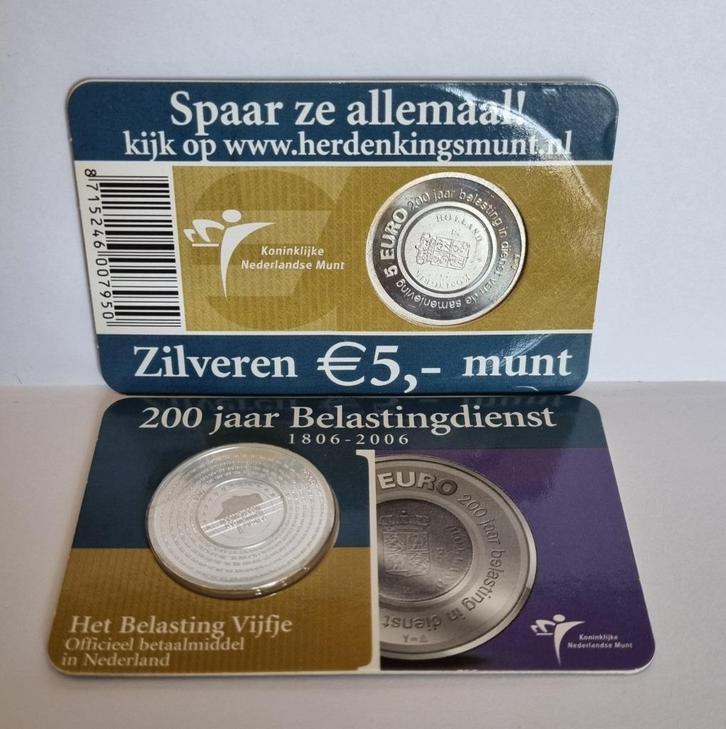 Spaar ze allemaal!
kijk op www.herdenkingsmunt.nl
8715246007950
Koninklijke
Nederlandse Munt
5 EURO 200 jaar belasting in dienst van de samenleving
HOLLAND
Zilveren €5,- munt
200 jaar Belastingdienst
1806-2006
EURO 200 jaar belasting in dienst
Het Belasting Vijfje
Officieel betaalmiddel
in Nederland
Koninklijke
Nederlandse Munt